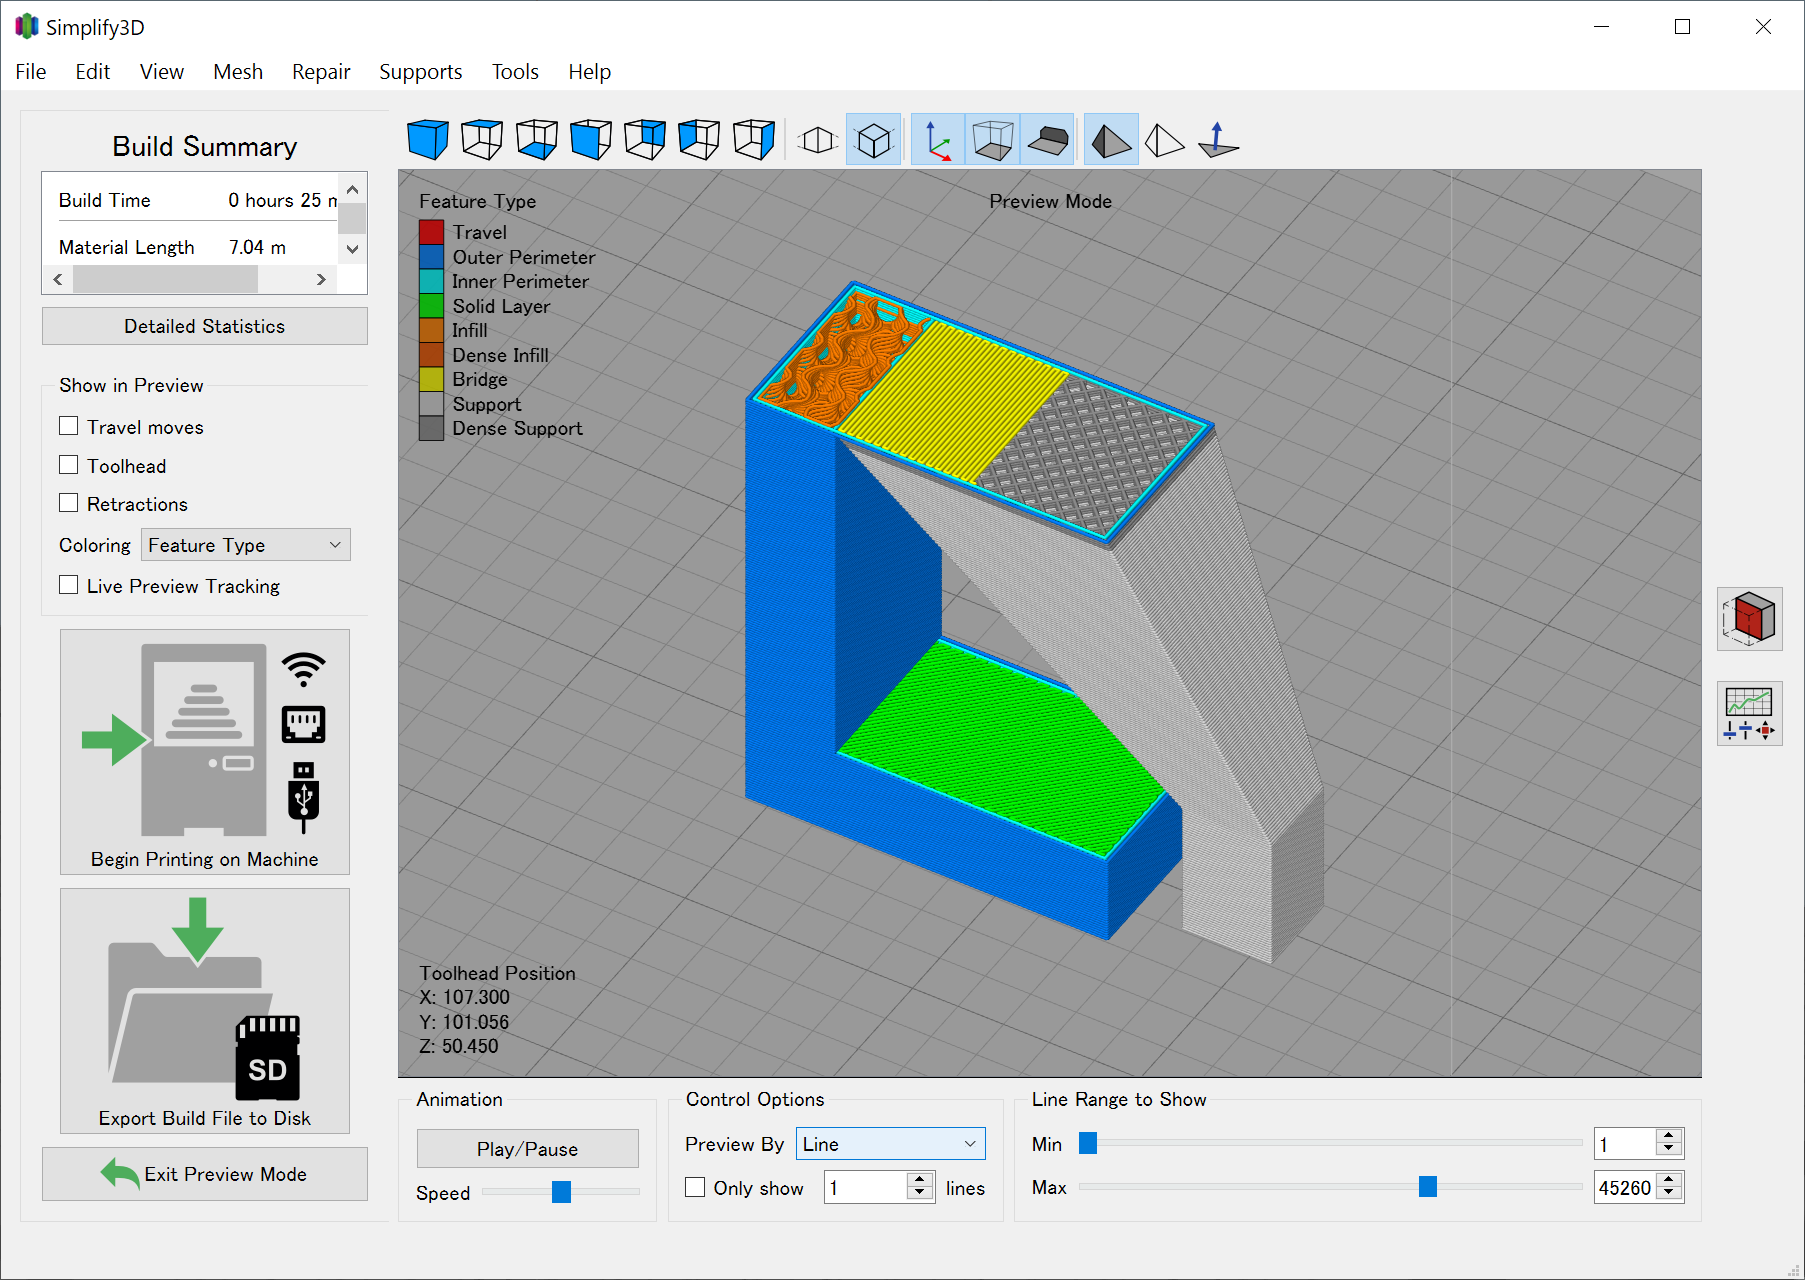 Simplify3D
File Edit View Mesh Repair Supports Tools Help
Build Summary
Build Time 0 hours 25 m
Material Length 7.04 m
Detailed Statistics
Show in Preview
Travel moves
Toolhead
Retractions
Coloring Feature Type
Live Preview Tracking
Begin Printing on Machine
SD
Export Build File to Disk
Exit Preview Mode
Feature Type
Travel
Outer Perimeter
Inner Perimeter
Solid Layer
Infill
Dense Infill
Bridge
Support
Dense Support
Preview Mode
Toolhead Position
X: 107.300
Y: 101.056
Z: 50.450
Animation
Play/Pause
Speed
Control Options
Preview By Line
Only show 1 lines
Line Range to Show
Min 1
Max 45260